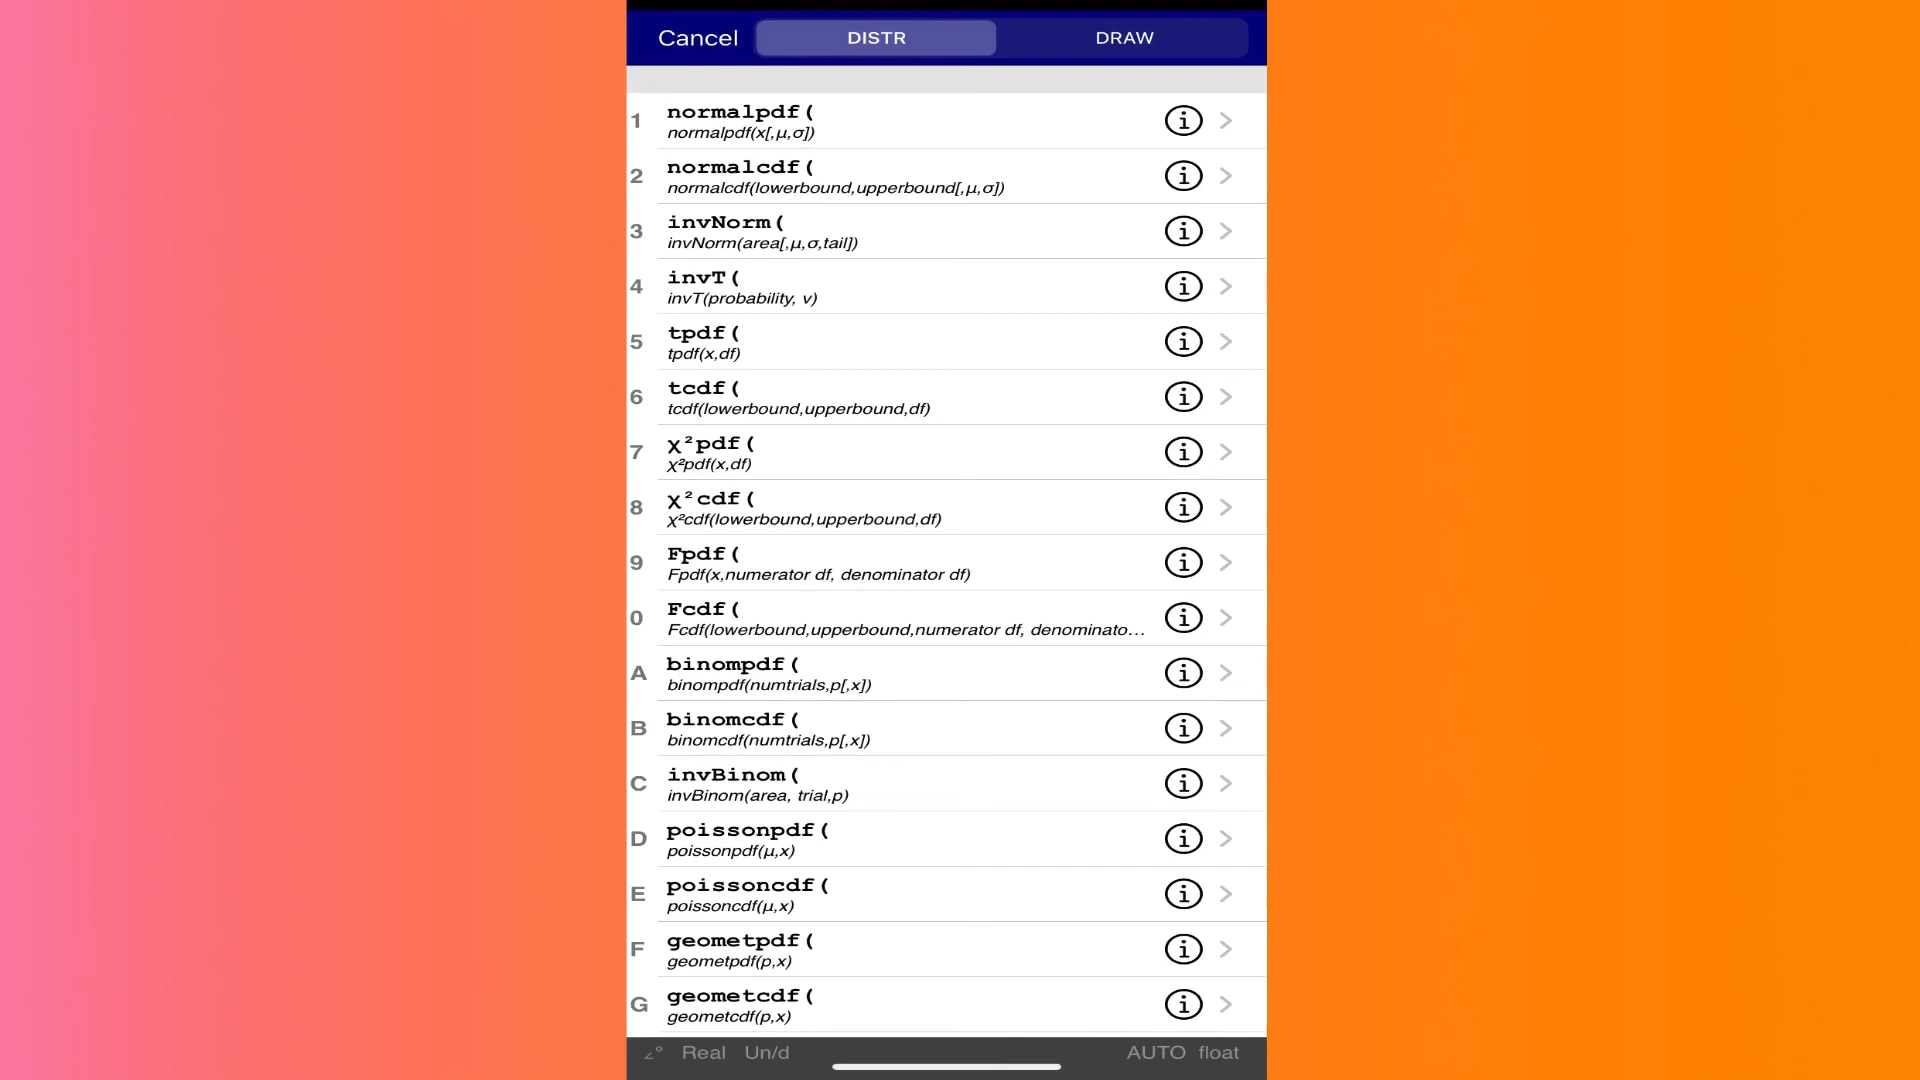 Cancel DISTR DRAW
1 normalpdf(
normalpdf(x[,μ,σ])
2 normalcdf(
normalcdf(lowerbound,upperbound[,μ,σ])
3 invNorm(
invNorm(area[,μ,σ,tail])
4 invT(
invT(probability, v)
5 tpdf(
tpdf(x,df)
6 tcdf(
tcdf(lowerbound,upperbound,df)
7 χ²pdf(
χ²pdf(x,df)
8 χ²cdf(
χ²cdf(lowerbound,upperbound,df)
9 Fpdf(
Fpdf(x,numerator df, denominator df)
0 Fcdf(
Fcdf(lowerbound,upperbound,numerator df, denominato…
A binompdf(
binompdf(numtrials,p[,x])
B binomcdf(
binomcdf(numtrials,p[,x])
C invBinom(
invBinom(area, trial,p)
D poissonpdf(
poissonpdf(μ,x)
E poissoncdf(
poissoncdf(μ,x)
F geometpdf(
geometpdf(p,x)
G geometcdf(
geometcdf(p,x)
∠° Real Un/d AUTO float